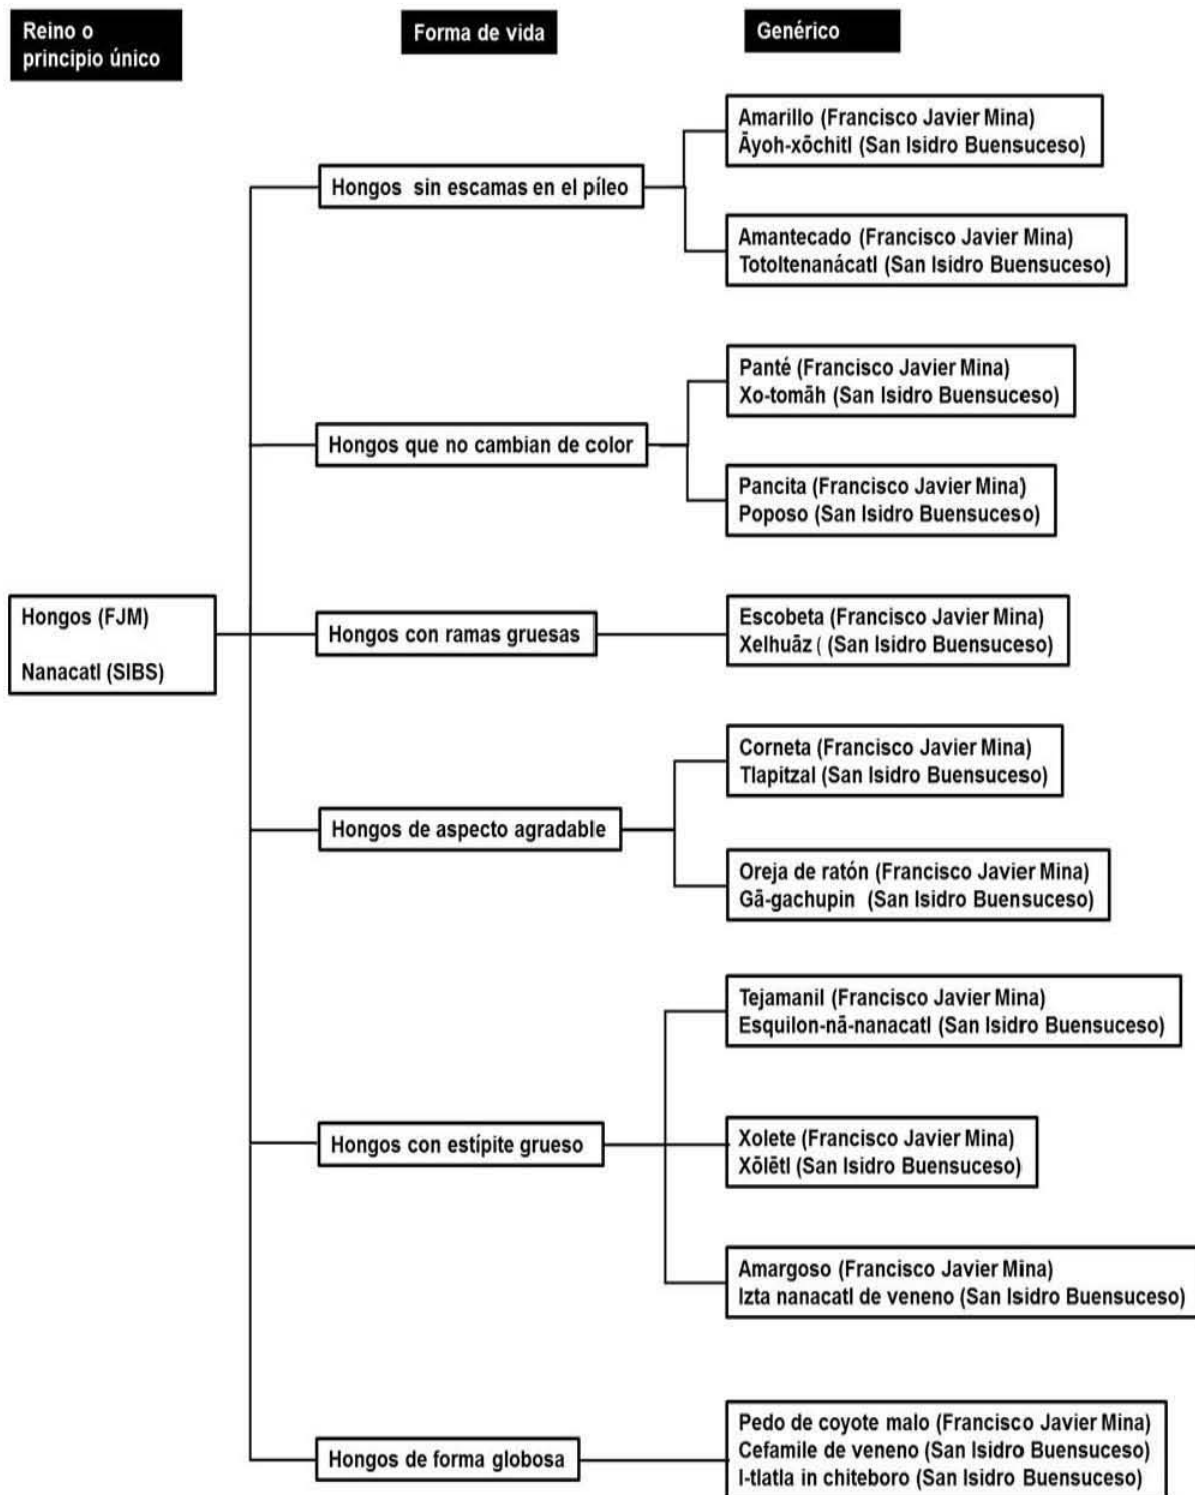 Reino o
principio único
Forma de vida
Genérico
Amarillo (Francisco Javier Mina)
Āyoh-xōchitl (San Isidro Buensuceso)
Hongos sin escamas en el píleo
Amantecado (Francisco Javier Mina)
Totoltenanácatl (San Isidro Buensuceso)
Panté (Francisco Javier Mina)
Xo-tomāh (San Isidro Buensuceso)
Hongos que no cambian de color
Pancita (Francisco Javier Mina)
Poposo (San Isidro Buensuceso)
Hongos (FJM)
Nanacatl (SIBS)
Hongos con ramas gruesas
Escobeta (Francisco Javier Mina)
Xelhuāz ( (San Isidro Buensuceso)
Corneta (Francisco Javier Mina)
Tlapitzal (San Isidro Buensuceso)
Hongos de aspecto agradable
Oreja de ratón (Francisco Javier Mina)
Gā-gachupin (San Isidro Buensuceso)
Tejamanil (Francisco Javier Mina)
Esquilon-nā-nanacatl (San Isidro Buensuceso)
Hongos con estípite grueso
Xolete (Francisco Javier Mina)
Xōlētl (San Isidro Buensuceso)
Amargoso (Francisco Javier Mina)
Izta nanacatl de veneno (San Isidro Buensuceso)
Hongos de forma globosa
Pedo de coyote malo (Francisco Javier Mina)
Cefamile de veneno (San Isidro Buensuceso)
I-tlatla in chiteboro (San Isidro Buensuceso)